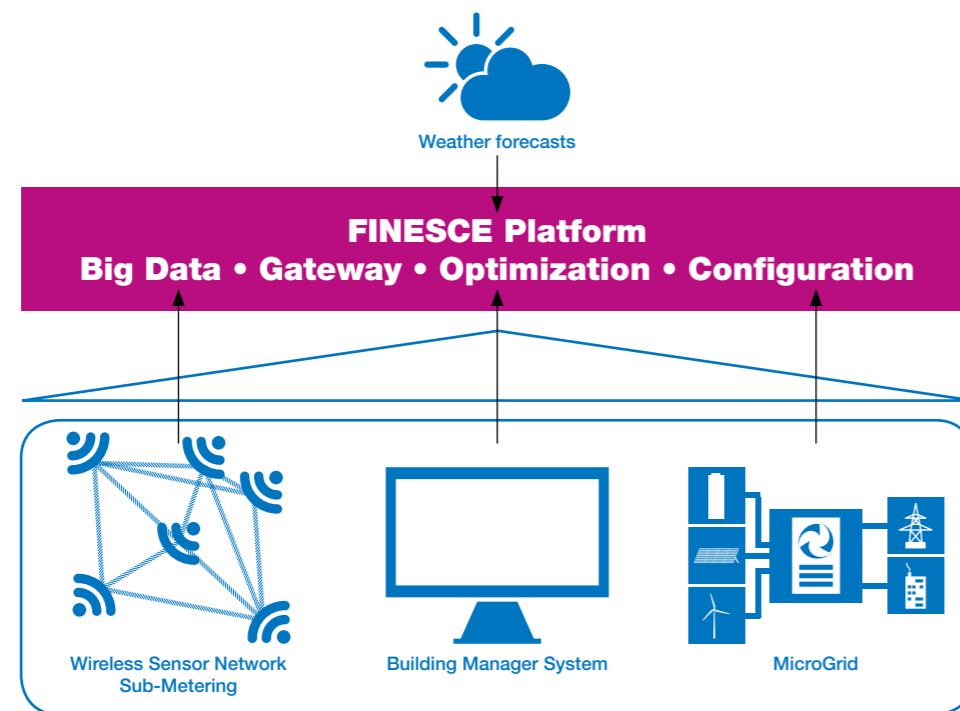 Weather forecasts
FINESCE Platform
Big Data • Gateway • Optimization • Configuration
Wireless Sensor Network
Sub-Metering
Building Manager System
MicroGrid